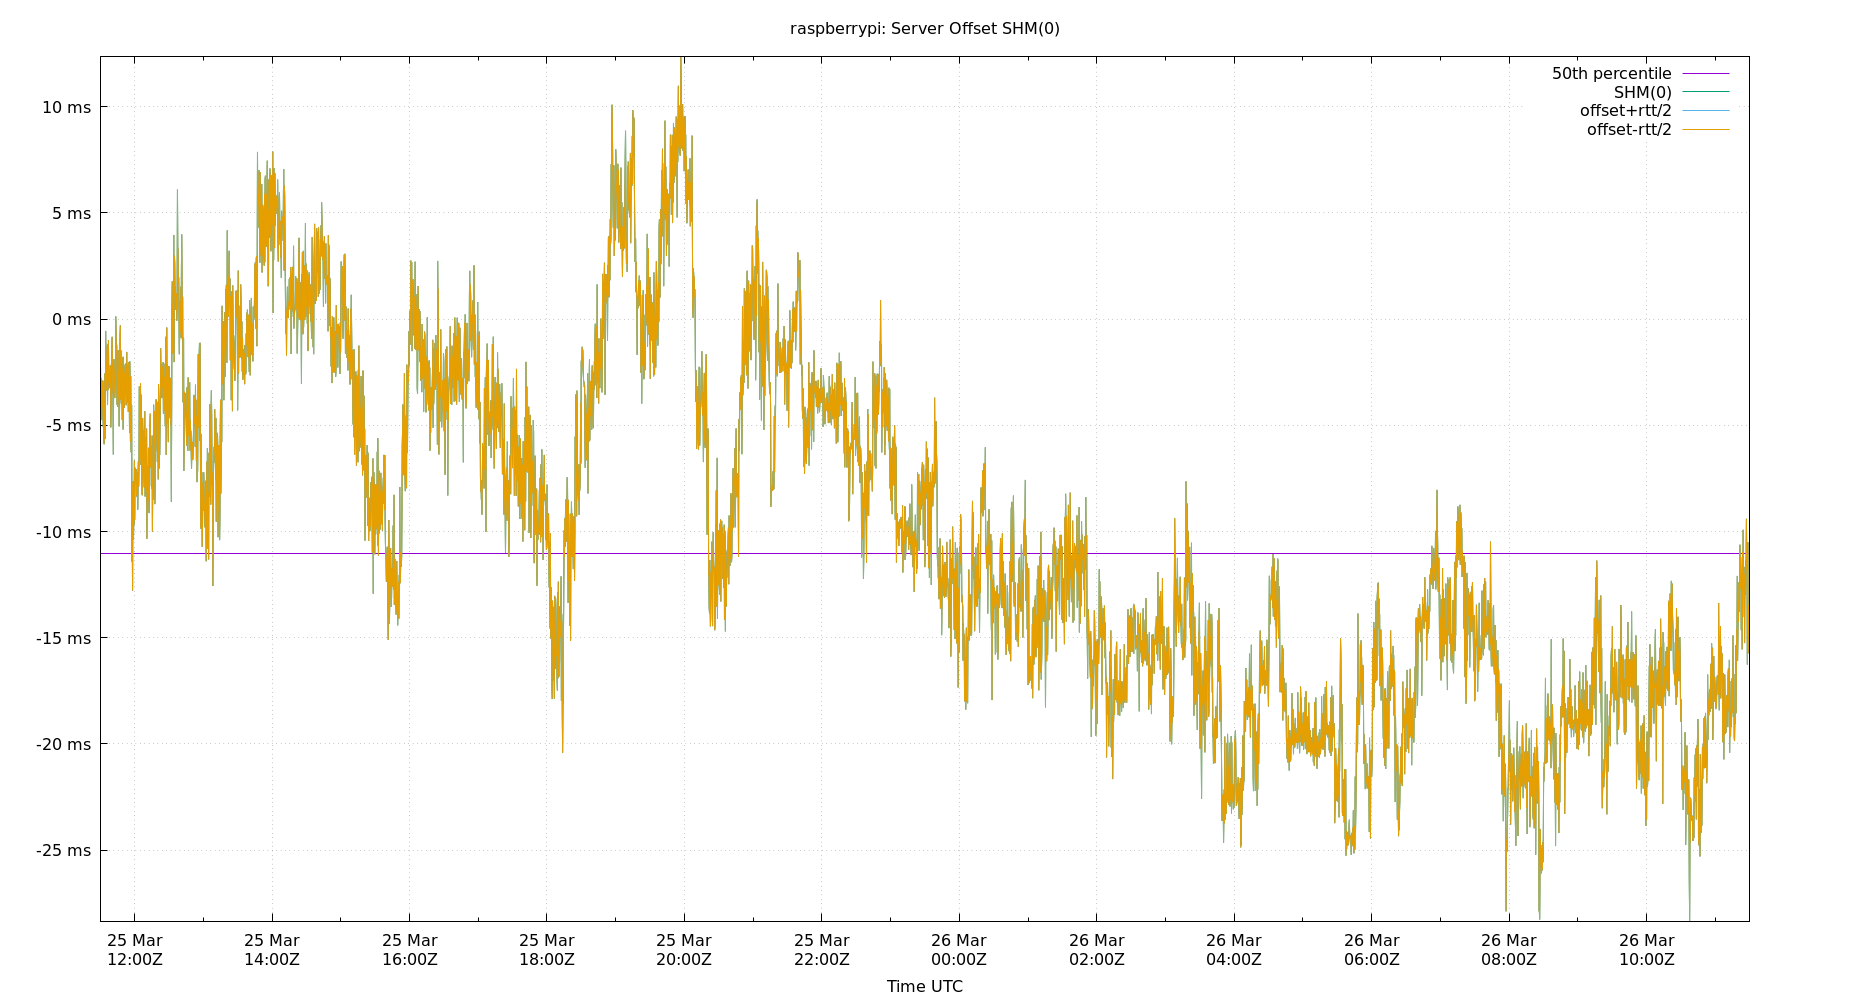 raspberrypi: Server Offset SHM(0)
50th percentile
SHM(0)
offset+rtt/2
offset-rtt/2
10 ms
5 ms
0 ms
-5 ms
-10 ms
-15 ms
-20 ms
-25 ms
25 Mar 25 Mar 25 Mar 25 Mar 25 Mar 25 Mar 26 Mar 26 Mar 26 Mar 26 Mar 26 Mar 26 Mar
12:00Z 14:00Z 16:00Z 18:00Z 20:00Z 22:00Z 00:00Z 02:00Z 04:00Z 06:00Z 08:00Z 10:00Z
Time UTC